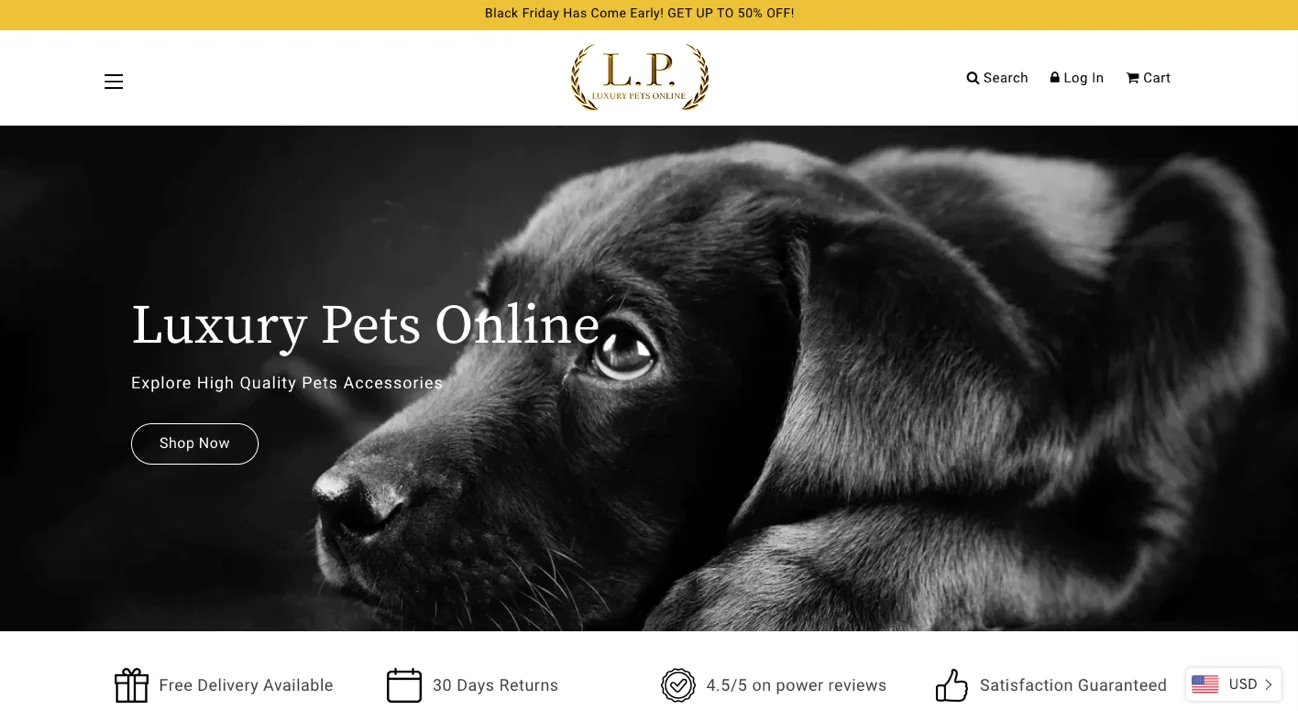 Black Friday Has Come Early! GET UP TO 50% OFF!
L.P.
LUXURY PETS ONLINE
Search
Log In
Cart
Luxury Pets Online
Explore High Quality Pets Accessories
Shop Now
Free Delivery Available
30 Days Returns
4.5/5 on power reviews
Satisfaction Guaranteed
USD